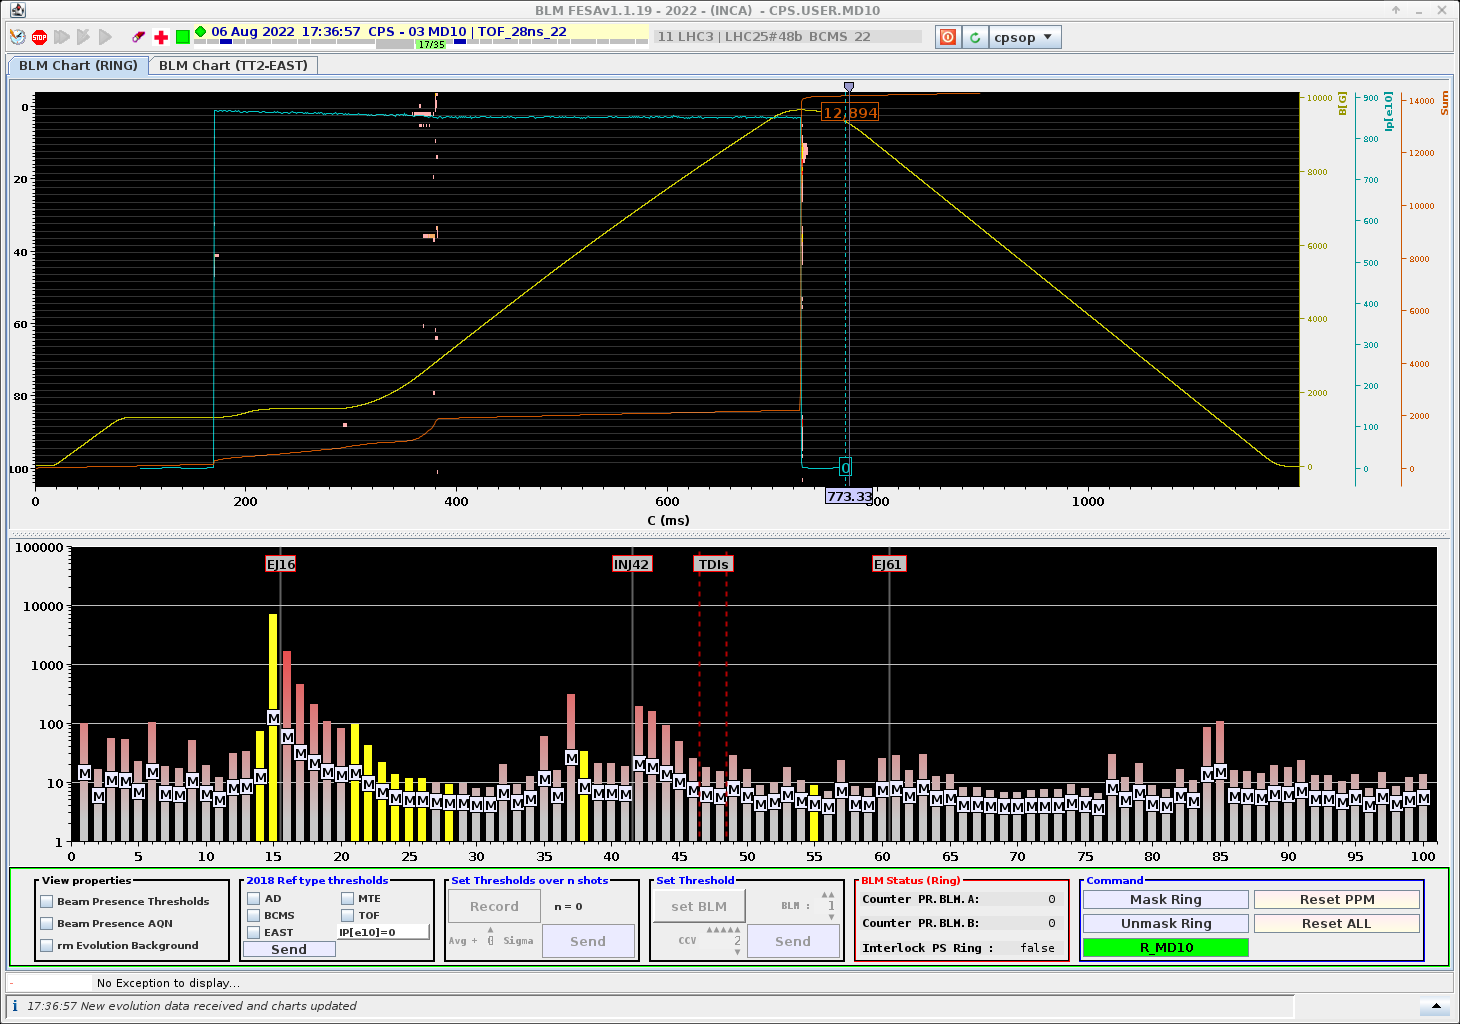 BLM FESAv1.1.19 - 2022 - (INCA) - CPS.USER.MD10
STOP
06 Aug 2022 17:36:57 CPS - 03 MD10 | TOF_28ns_22
17/35
11 LHC3 | LHC25#48b_BCMS_22
cpsop
BLM Chart (RING)
BLM Chart (TT2-EAST)
0
20
40
60
80
100
12,894
0
10000
8000
6000
4000
2000
0
B[G]
900
800
700
600
500
400
300
200
100
0
Ip[e10]
14000
12000
10000
8000
6000
4000
2000
0
Sum
0 200 400 600 773.33 1000
C (ms)
100000
10000
1000
100
10
1
EJ16 INJ42 TDIs EJ61
M
0 5 10 15 20 25 30 35 40 45 50 55 60 65 70 75 80 85 90 95 100
View properties
Beam Presence Thresholds
Beam Presence AQN
rm Evolution Background
2018 Ref type thresholds
AD MTE
BCMS TOF
EAST IP[e10]=0
Send
Set Thresholds over n shots
Record n = 0
Avg + 0 Sigma Send
Set Threshold
set BLM BLM : 1
CCV 2 Send
BLM Status (Ring)
Counter PR.BLM.A: 0
Counter PR.BLM.B: 0
Interlock PS Ring : false
Command
Mask Ring Reset PPM
Unmask Ring Reset ALL
R_MD10
- No Exception to display...
17:36:57 New evolution data received and charts updated